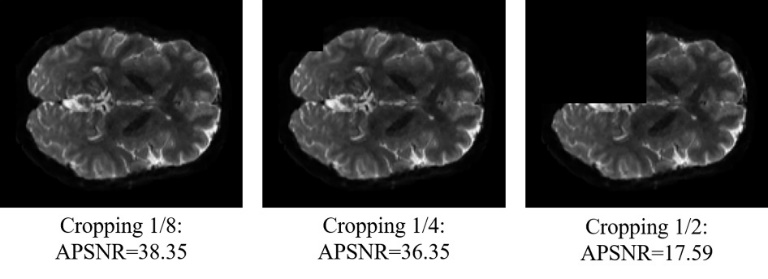 Cropping 1/8:
APSNR=38.35
Cropping 1/4:
APSNR=36.35
Cropping 1/2:
APSNR=17.59